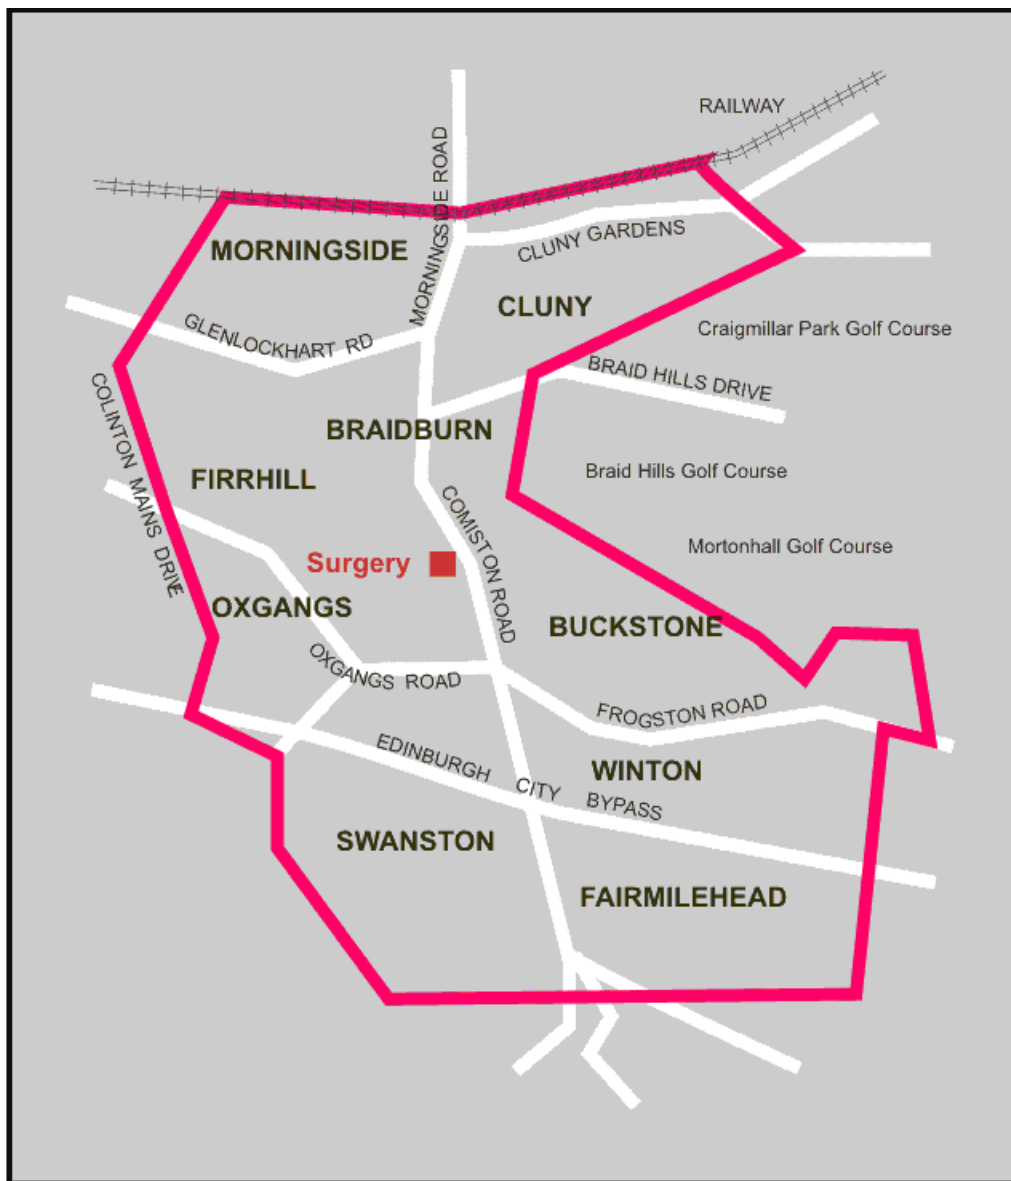 RAILWAY
MORNINGSIDE ROAD
MORNINGSIDE
CLUNY GARDENS
CLUNY
GLENLOCKHART RD
Craigmillar Park Golf Course
BRAID HILLS DRIVE
COLINTON MAINS DRIVE
BRAIDBURN
FIRRHILL
Braid Hills Golf Course
COMISTON ROAD
Mortonhall Golf Course
Surgery
OXGANGS
BUCKSTONE
OXGANGS ROAD
FROGSTON ROAD
EDINBURGH CITY BYPASS
WINTON
SWANSTON
FAIRMILEHEAD